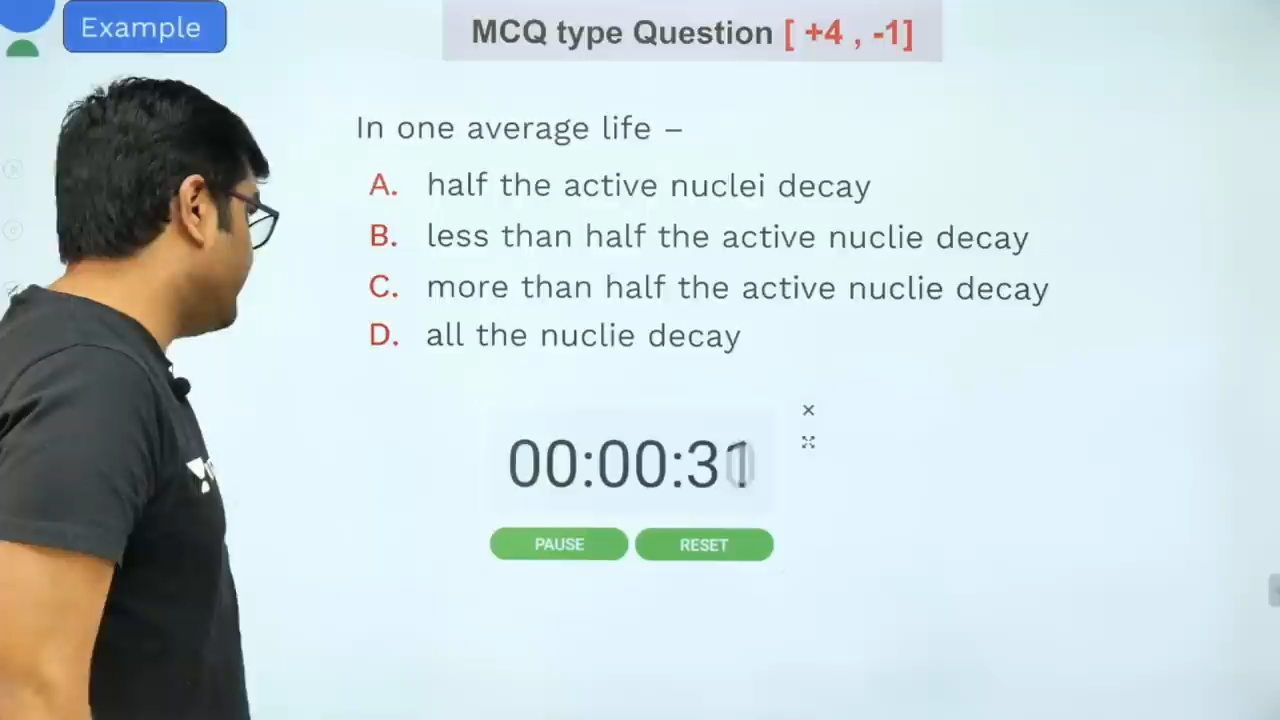 Example
MCQ type Question [ +4 , -1]
In one average life –
A. half the active nuclei decay
B. less than half the active nuclie decay
C. more than half the active nuclie decay
D. all the nuclie decay
00:00:31
PAUSE RESET